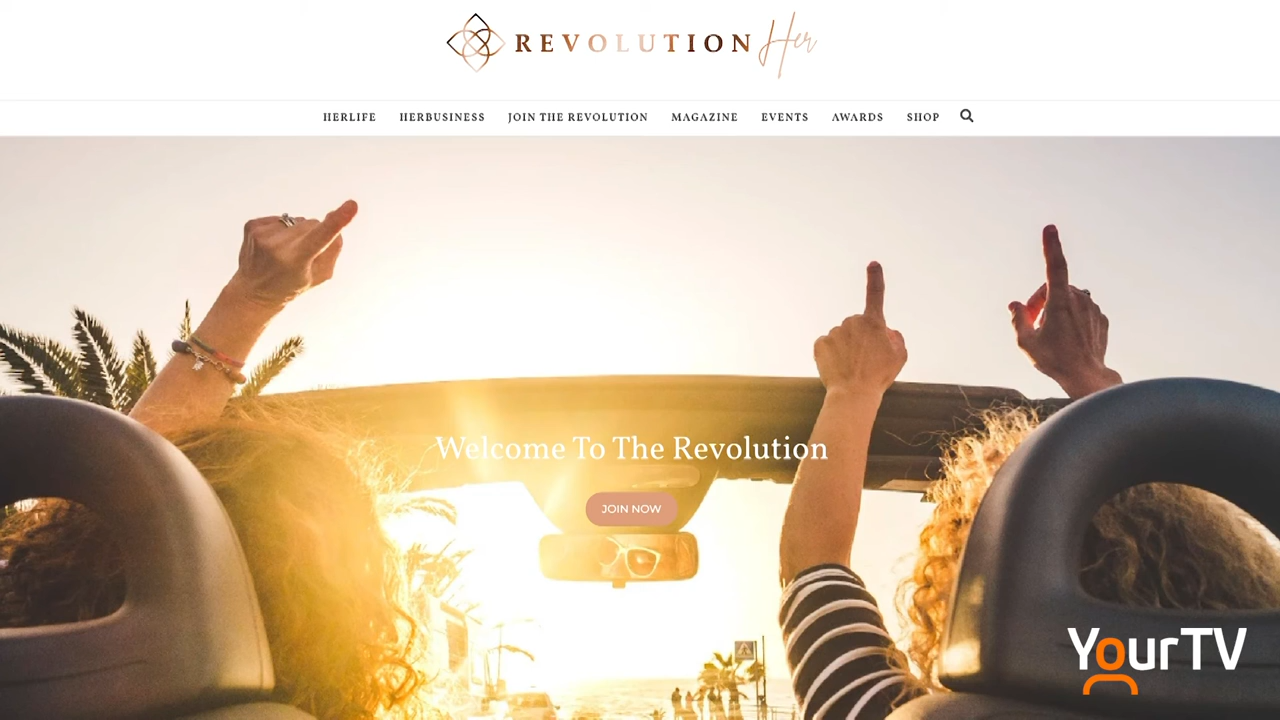 REVOLUTION Her
HERLIFE HERBUSINESS JOIN THE REVOLUTION MAGAZINE EVENTS AWARDS SHOP
Welcome To The Revolution
JOIN NOW
YourTV